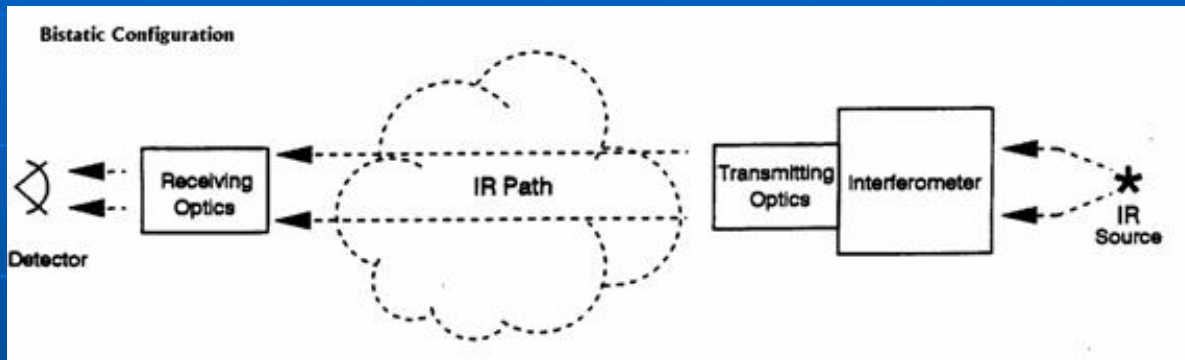 Bistatic Configuration
Detector
Receiving
Optics
IR Path
Transmitting
Optics
Interferometer
IR
Source